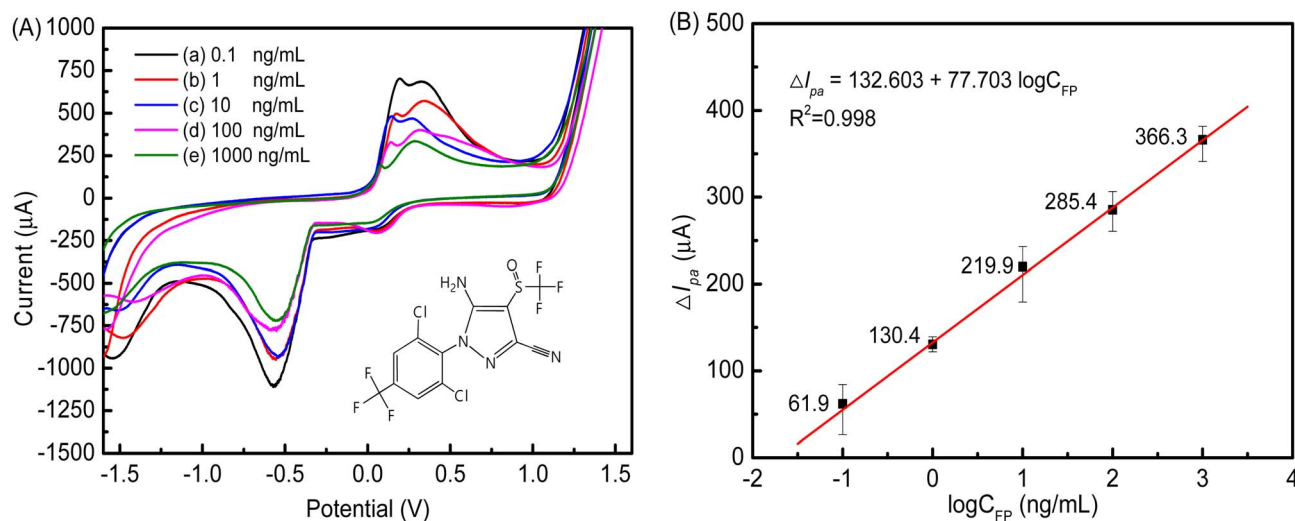 (A)
1000
750
500
250
0
-250
-500
-750
-1000
-1250
-1500
Current (µA)
(a) 0.1 ng/mL
(b) 1 ng/mL
(c) 10 ng/mL
(d) 100 ng/mL
(e) 1000 ng/mL
O
S
F
F
F
H₂N
Cl
N
N
N
Cl
F
F
F
-1.5
-1.0
-0.5
0.0
0.5
1.0
1.5
Potential (V)
(B)
500
400
300
200
100
0
△Ipa (µA)
△Ipa = 132.603 + 77.703 logC_FP
R²=0.998
366.3
285.4
219.9
130.4
61.9
-2
-1
0
1
2
3
4
logC_FP (ng/mL)